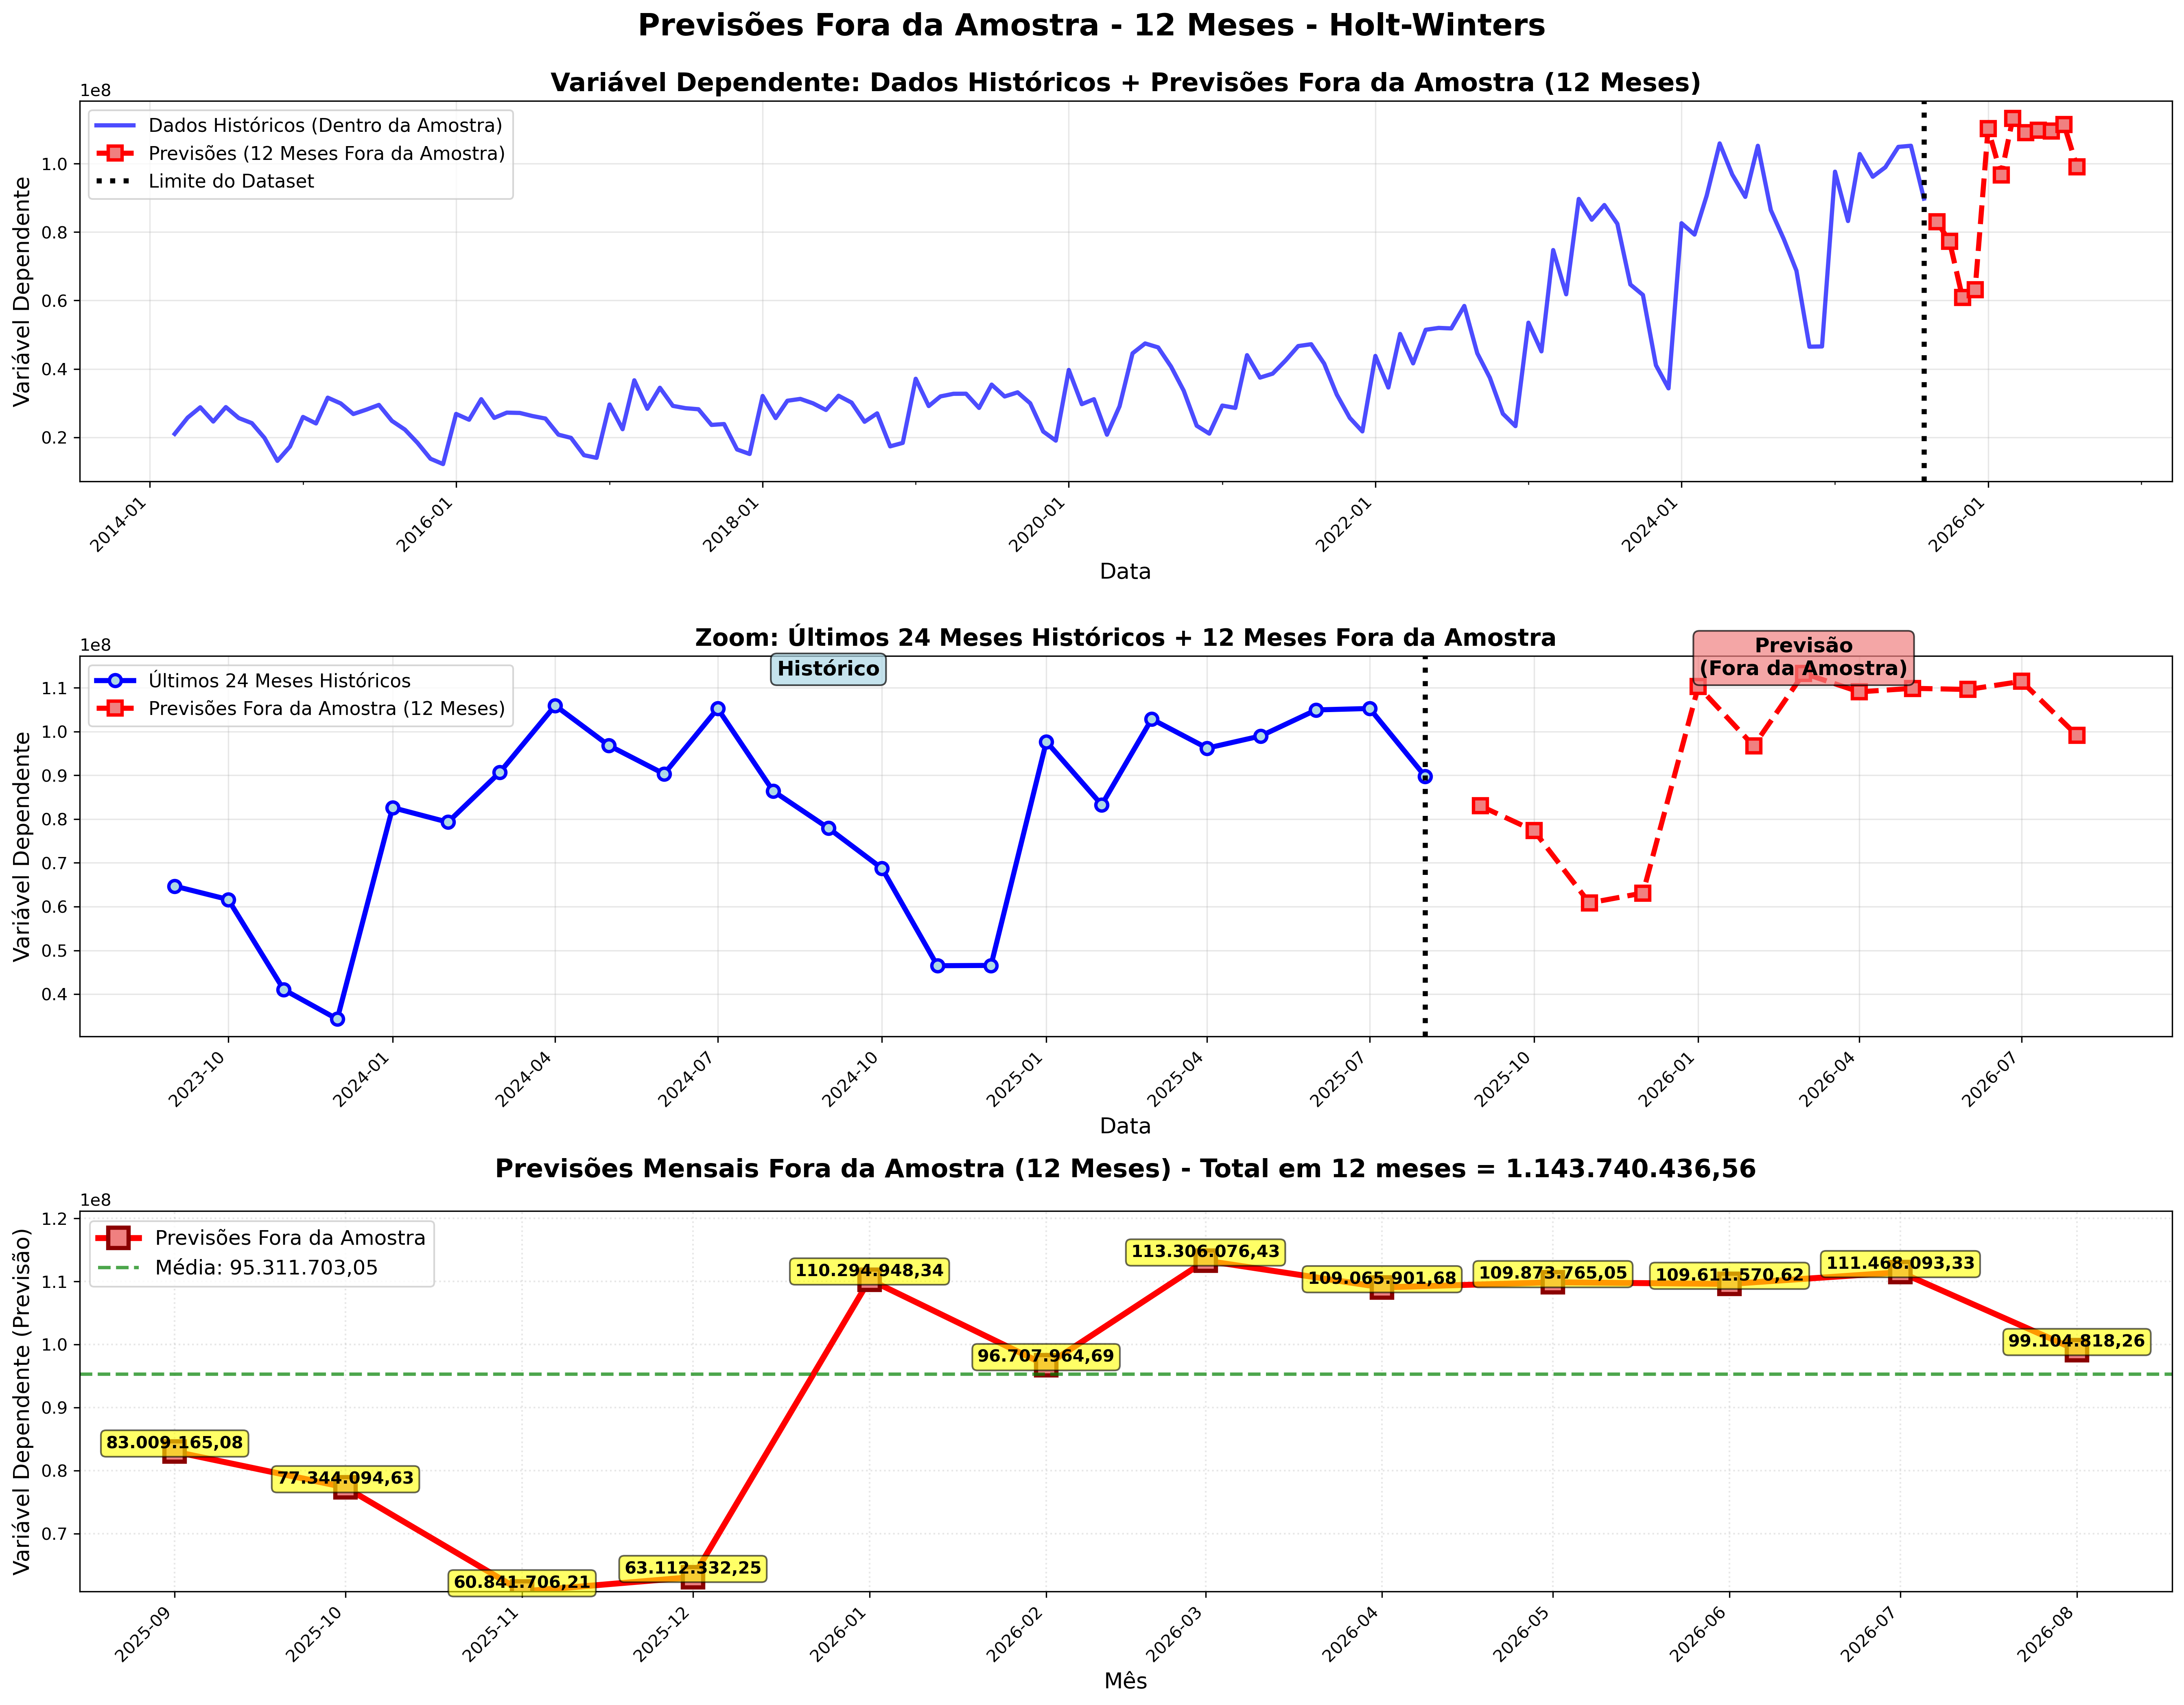 Previsões Fora da Amostra - 12 Meses - Holt-Winters
Variável Dependente: Dados Históricos + Previsões Fora da Amostra (12 Meses)
1e8
Dados Históricos (Dentro da Amostra)
Previsões (12 Meses Fora da Amostra)
Limite do Dataset
Variável Dependente
1.0
0.8
0.6
0.4
0.2
2014-01
2016-01
2018-01
2020-01
2022-01
2024-01
2026-01
Data
Zoom: Últimos 24 Meses Históricos + 12 Meses Fora da Amostra
1e8
Últimos 24 Meses Históricos
Previsões Fora da Amostra (12 Meses)
Histórico
Previsão
(Fora da Amostra)
Variável Dependente
1.1
1.0
0.9
0.8
0.7
0.6
0.5
0.4
2023-10
2024-01
2024-04
2024-07
2024-10
2025-01
2025-04
2025-07
2025-10
2026-01
2026-04
2026-07
Data
Previsões Mensais Fora da Amostra (12 Meses) - Total em 12 meses = 1.143.740.436,56
1e8
Previsões Fora da Amostra
Média: 95.311.703,05
Variável Dependente (Previsão)
1.2
1.1
1.0
0.9
0.8
0.7
83.009.165,08
77.344.094,63
60.841.706,21
63.112.332,25
110.294.948,34
96.707.964,69
113.306.076,43
109.065.901,68
109.873.765,05
109.611.570,62
111.468.093,33
99.104.818,26
2025-09
2025-10
2025-11
2025-12
2026-01
2026-02
2026-03
2026-04
2026-05
2026-06
2026-07
2026-08
Mês